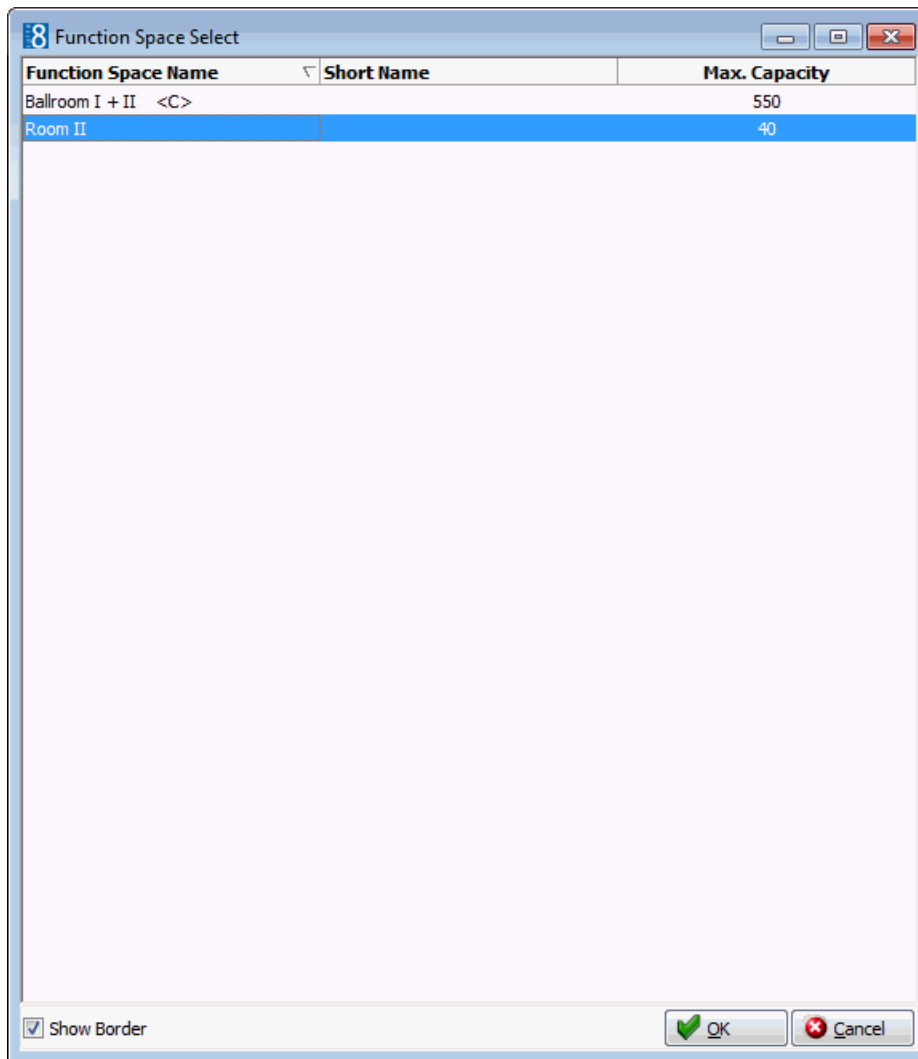 8 Function Space Select
Function Space Name Short Name Max. Capacity
Ballroom I + II <C> 550
Room II 40
Show Border OK Cancel